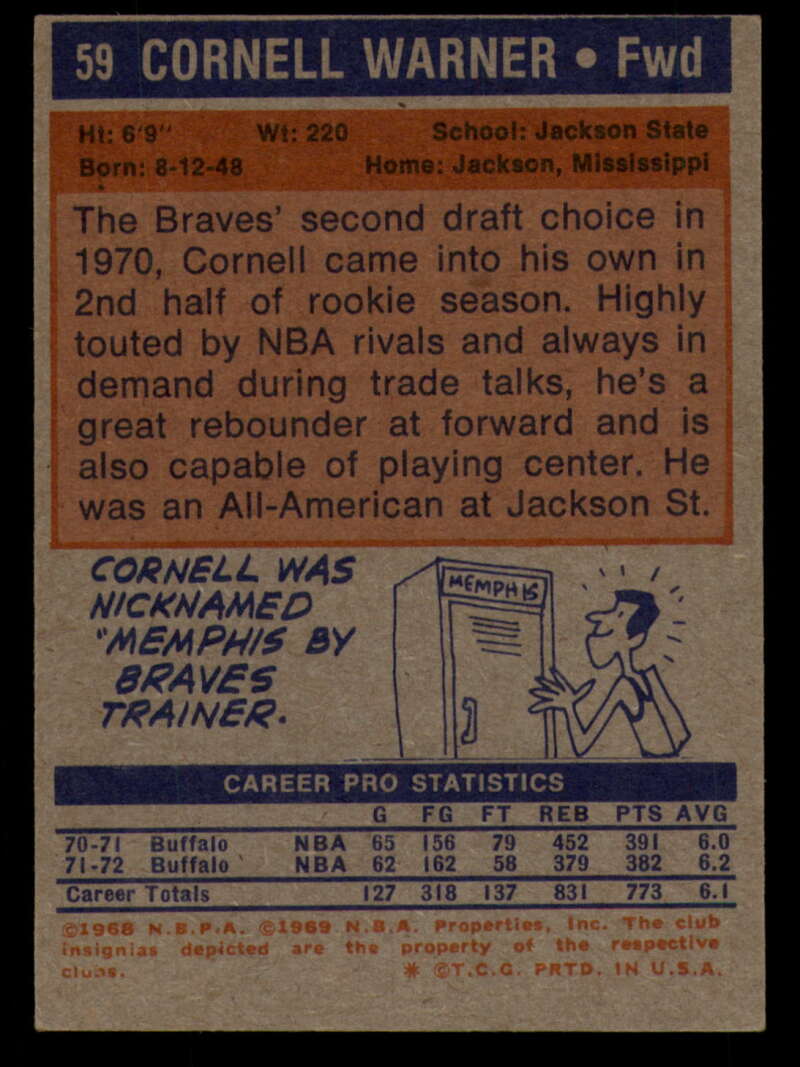 59 CORNELL WARNER • Fwd
Ht: 6'9" Wt: 220 School: Jackson State
Born: 8-12-48 Home: Jackson, Mississippi
The Braves' second draft choice in
1970, Cornell came into his own in
2nd half of rookie season. Highly
touted by NBA rivals and always in
demand during trade talks, he's a
great rebounder at forward and is
also capable of playing center. He
was an All-American at Jackson St.
CORNELL WAS
NICKNAMED
"MEMPHIS BY
BRAVES
TRAINER.
MEMPHIS
CAREER PRO STATISTICS
G FG FT REB PTS AVG
70-71 Buffalo NBA 65 156 79 452 391 6.0
71-72 Buffalo NBA 62 162 58 379 382 6.2
Career Totals 127 318 137 831 773 6.1
©1968 N.B.P.A. ©1969 N.B.A. Properties, Inc. The club
insignias depicted are the property of the respective
clubs. * ©T.C.G. PRTD. IN U.S.A.